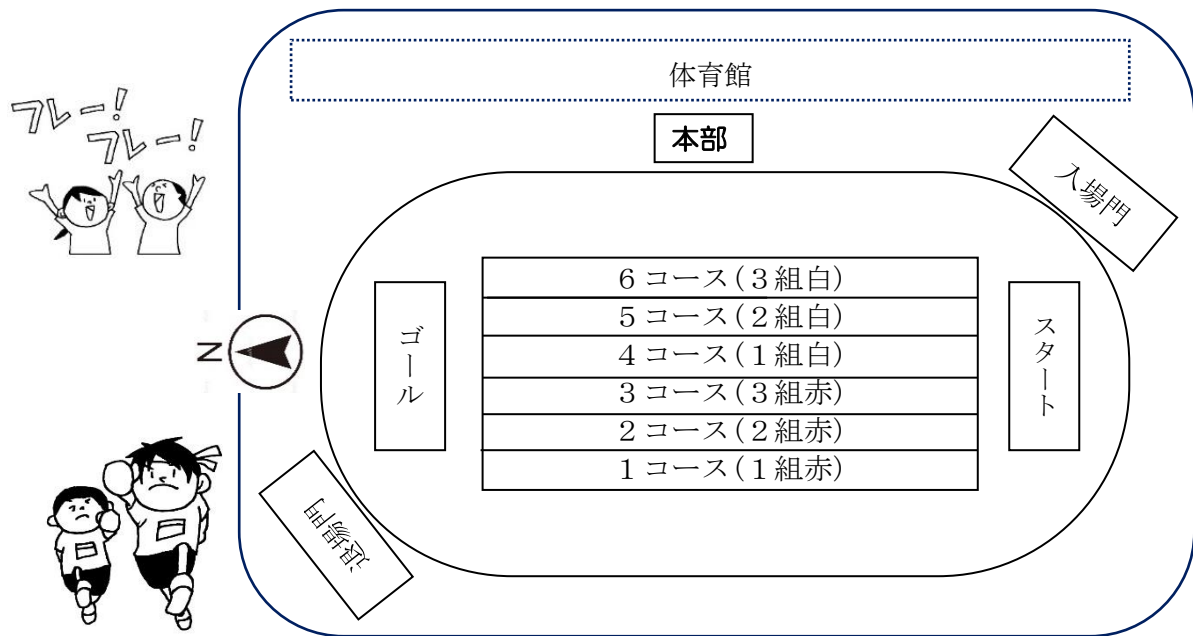 体育館
フレー!
フレー!
本部
入場門
6コース(3組白)
5コース(2組白)
4コース(1組白)
3コース(3組赤)
2コース(2組赤)
1コース(1組赤)
ゴール
スタート
N
退場門